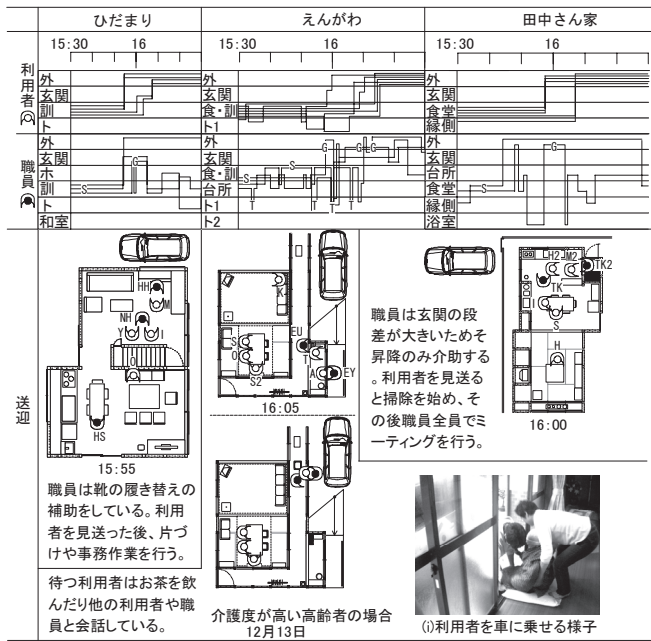 ひだまり
えんがわ
田中さん家
15:30 16
15:30 16
15:30 16
利用者
外
玄関
訓
ト
外
玄関
食・訓
ト1
外
玄関
食堂
縁側
職員
外
玄関
ホ
訓
ト
和室
G
S
外
玄関
食・訓
台所
ト1
ト2
S
G
G
G
T
T
T
T
外
玄関
台所
食堂
縁側
浴室
S
G
送迎
HH
M
NH
Y
I
O
HS
15:55
職員は靴の履き替えの
補助をしている。利用
者を見送った後、片づ
けや事務作業を行う。
待つ利用者はお茶を飲
んだり他の利用者や職
員と会話している。
K
EU
S
O
T
S2
A
EY
16:05
介護度が高い高齢者の場合
12月13日
職員は玄関の段
差が大きいためそ
昇降のみ介助する
。利用者を見送る
と掃除を始め、そ
の後職員全員でミ
ーティングを行う。
H2
M2
TK2
TK
I
S
H
16:00
(i)利用者を車に乗せる様子